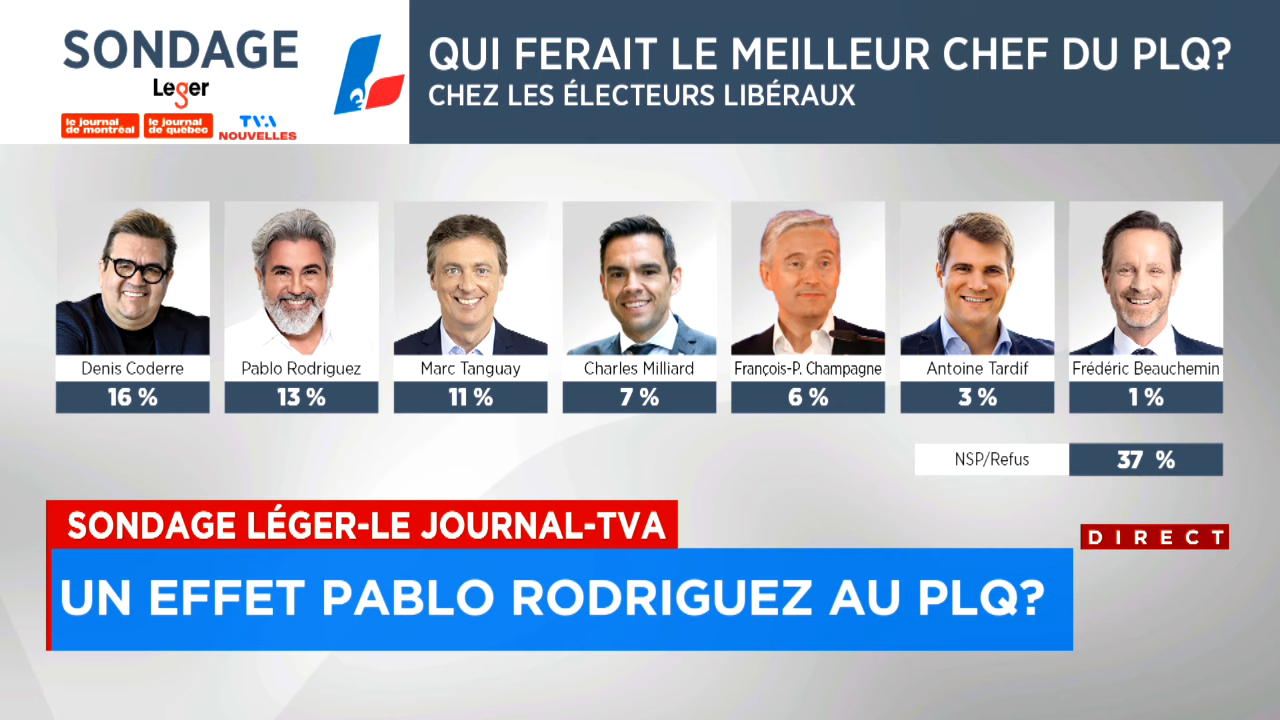 SONDAGE
Leger
le journal de montréal
le journal de québec
TVA NOUVELLES
QUI FERAIT LE MEILLEUR CHEF DU PLQ?
CHEZ LES ÉLECTEURS LIBÉRAUX
Denis Coderre
16 %
Pablo Rodriguez
13 %
Marc Tanguay
11 %
Charles Milliard
7 %
François-P. Champagne
6 %
Antoine Tardif
3 %
Frédéric Beauchemin
1 %
NSP/Refus
37 %
SONDAGE LÉGER-LE JOURNAL-TVA
DIRECT
UN EFFET PABLO RODRIGUEZ AU PLQ?